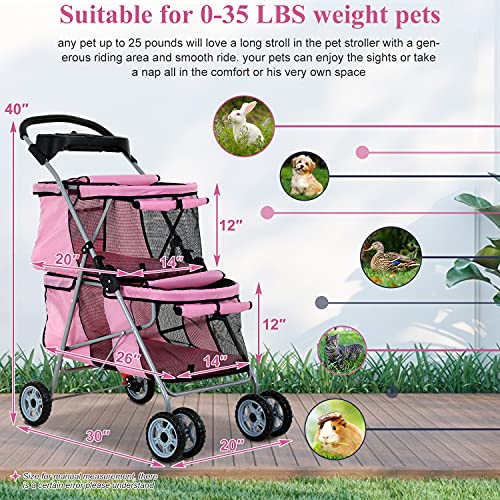 Suitable for 0-35 LBS weight pets
any pet up to 25 pounds will love a long stroll in the pet stroller with a gen-
erous riding area and smooth ride. your pets can enjoy the sights or take
a nap all in the comfort or his very own space
40″
12″
20″
14″
12″
26″
14″
30″
20″
Size for manual measurement, there
is a certain error please understand